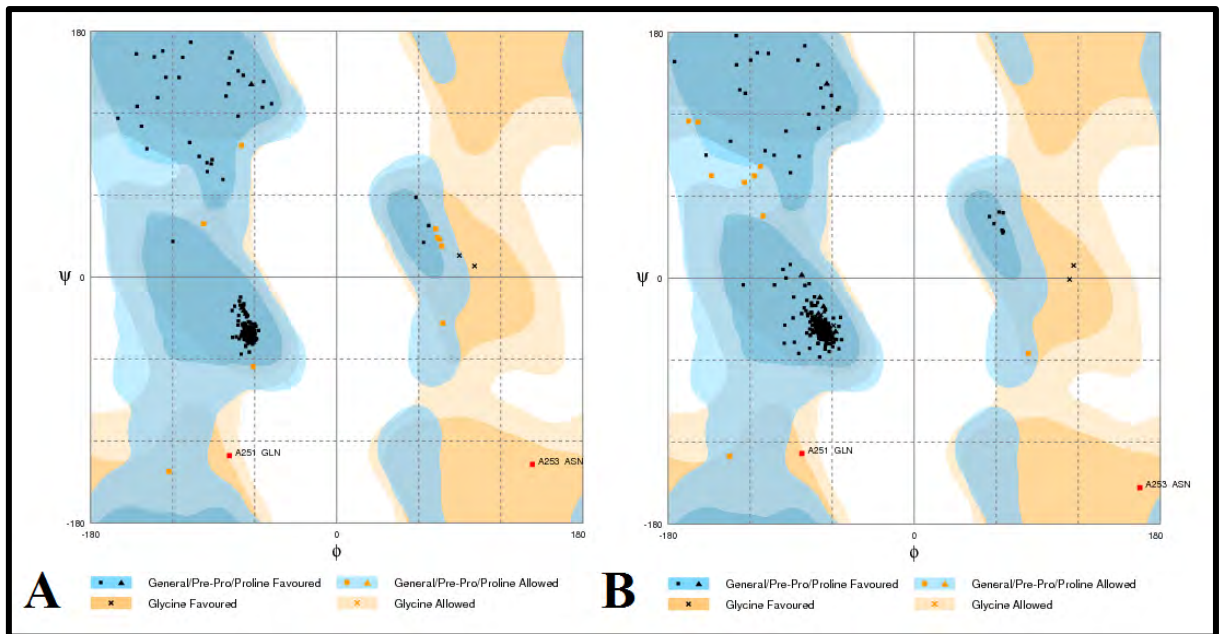 180
180
A251 GLN
A253 ASN
ψ
0
-180
-180
0
180
ϕ
General/Pre-Pro/Proline Favoured
General/Pre-Pro/Proline Allowed
Glycine Favoured
Glycine Allowed
A
180
A251 GLN
A253 ASN
ψ
0
-180
-180
0
180
ϕ
General/Pre-Pro/Proline Favoured
General/Pre-Pro/Proline Allowed
Glycine Favoured
Glycine Allowed
B